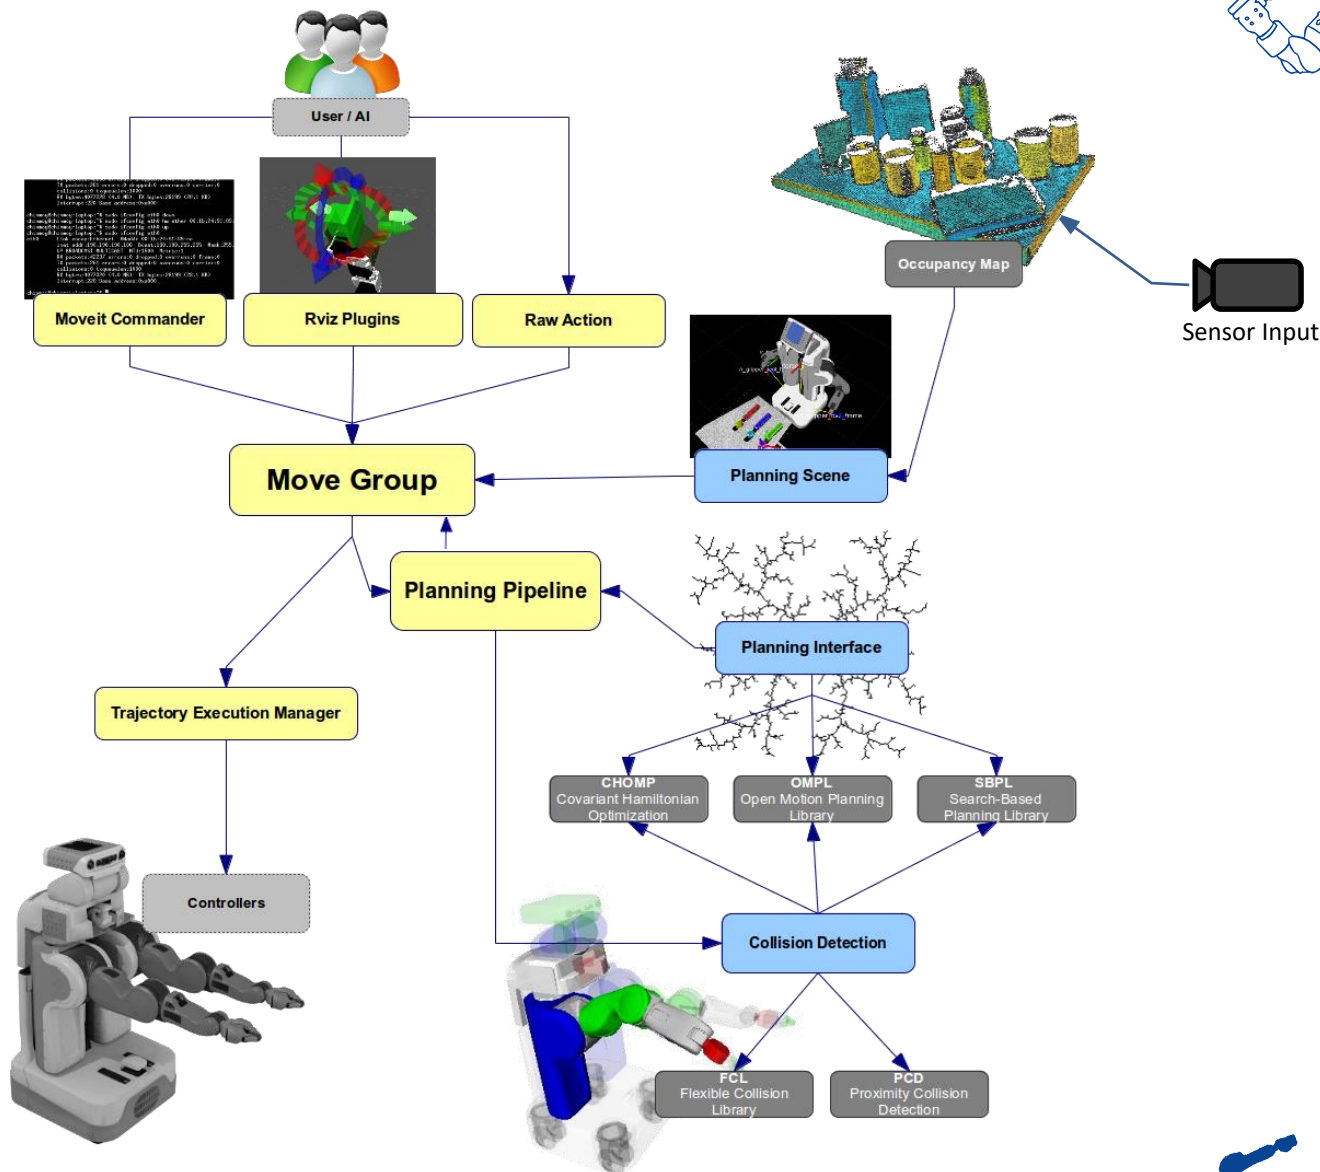 User / AI
Moveit Commander
Rviz Plugins
Raw Action
Occupancy Map
Sensor Input
Move Group
Planning Scene
Planning Pipeline
Planning Interface
Trajectory Execution Manager
CHOMP
Covariant Hamiltonian
Optimization
OMPL
Open Motion Planning
Library
SBPL
Search-Based
Planning Library
Controllers
Collision Detection
FCL
Flexible Collision
Library
PCD
Proximity Collision
Detection